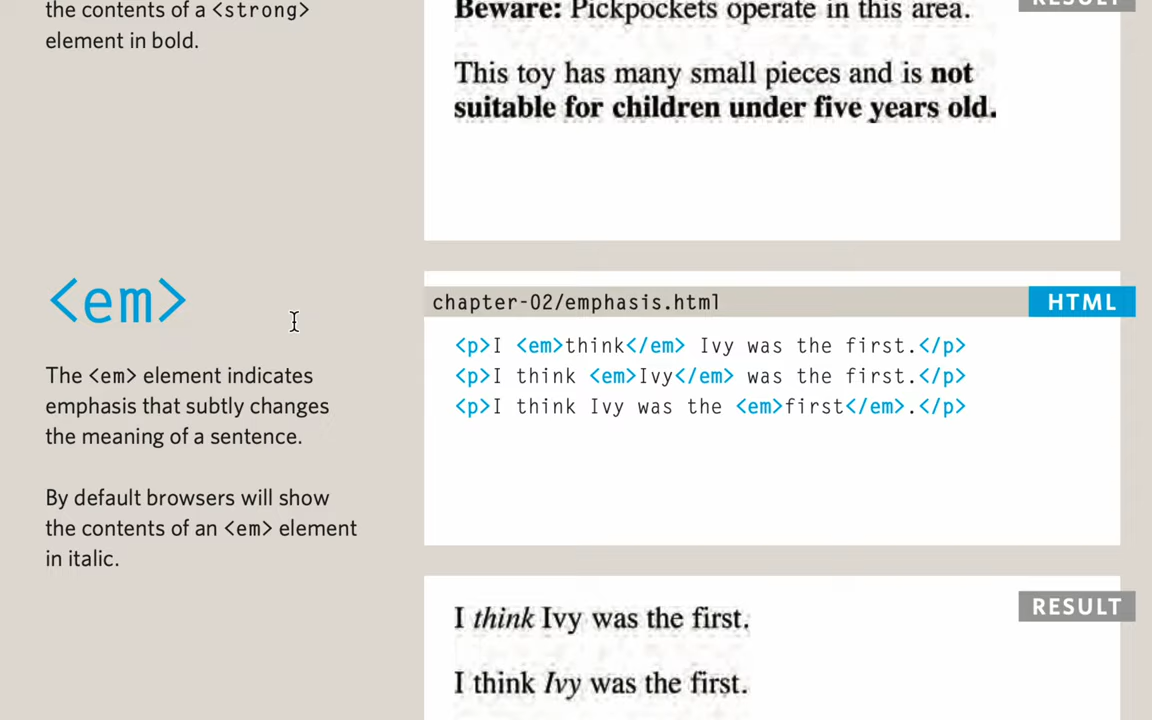 the contents of a <strong>
element in bold.
Beware: Pickpockets operate in this area.
RESULT
This toy has many small pieces and is not
suitable for children under five years old.
<em>
The <em> element indicates
emphasis that subtly changes
the meaning of a sentence.
By default browsers will show
the contents of an <em> element
in italic.
chapter-02/emphasis.html
HTML
<p>I <em>think</em> Ivy was the first.</p>
<p>I think <em>Ivy</em> was the first.</p>
<p>I think Ivy was the <em>first</em>.</p>
RESULT
I think Ivy was the first.
I think Ivy was the first.